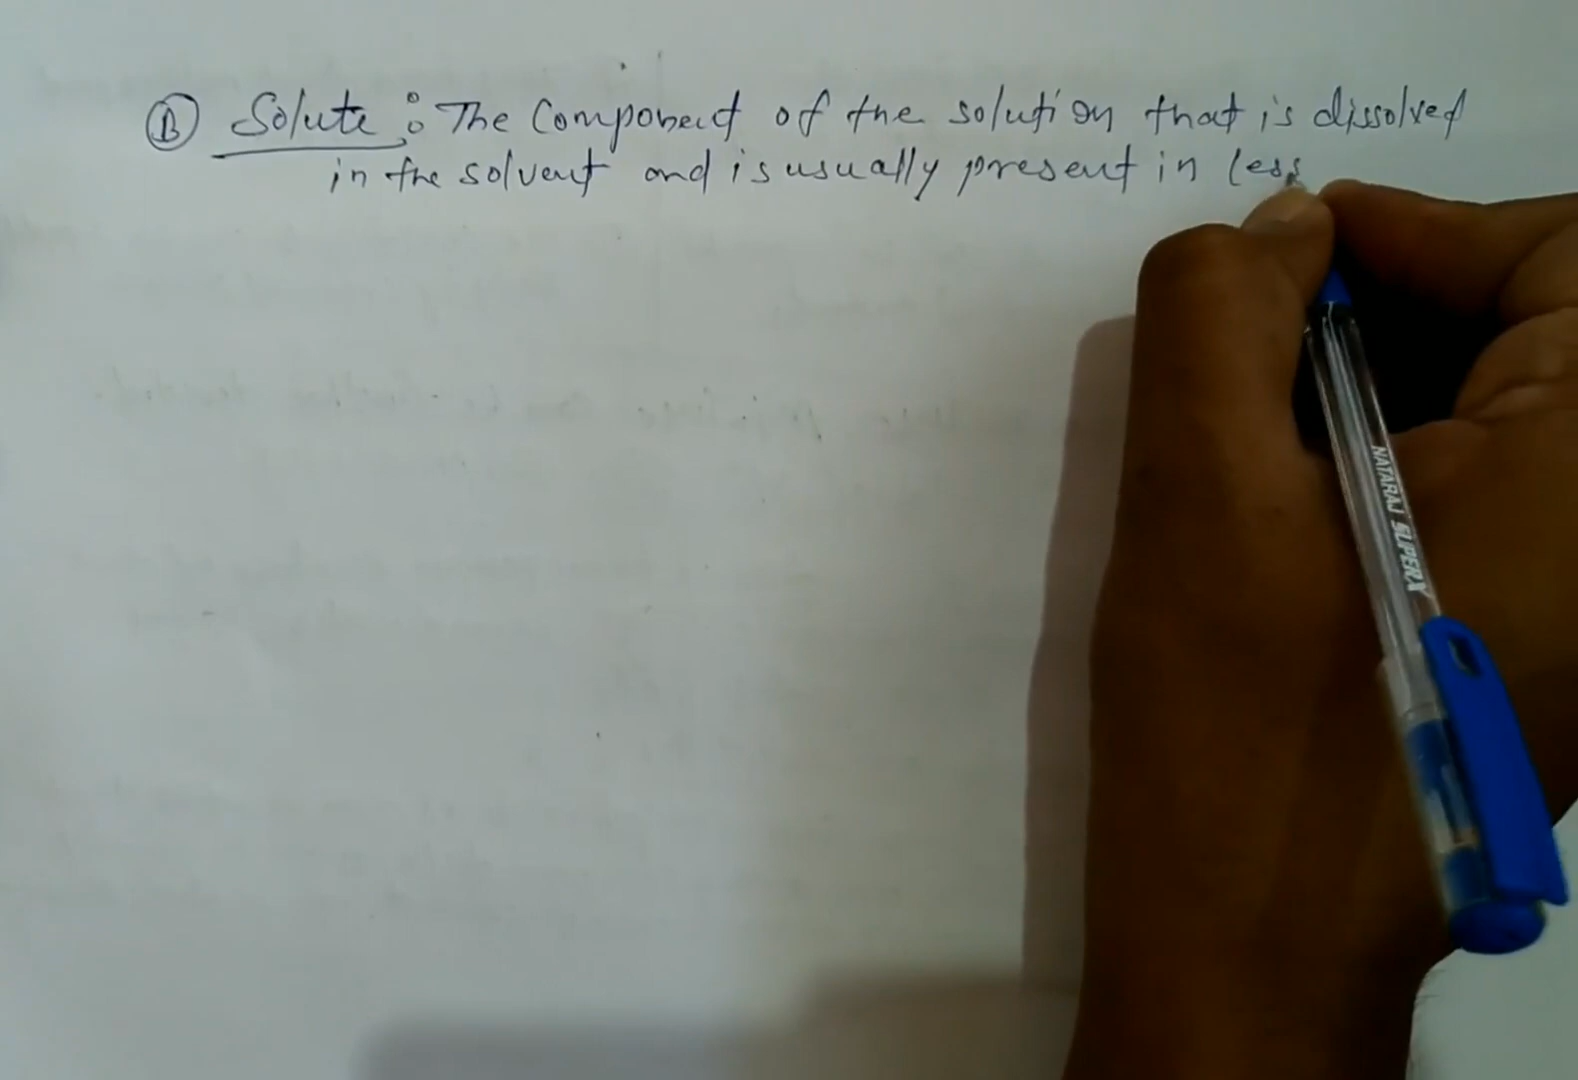 Ⓑ Solute : The Component of the solution that is dissolved
in the solvent and is usually present in less
NATARAJ SUPERX